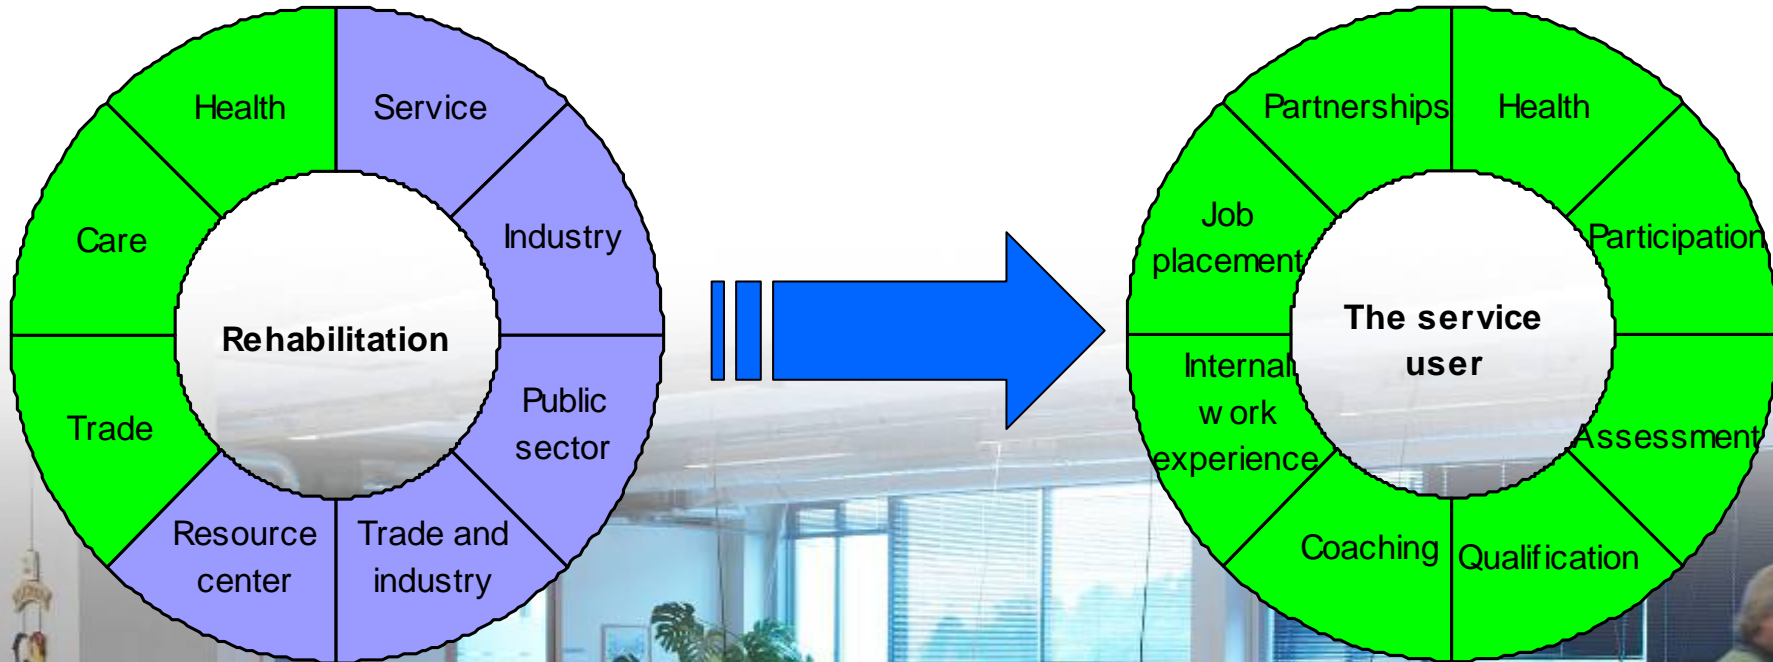 Health
Service
Care
Industry
Rehabilitation
Trade
Public
sector
Resource
center
Trade and
industry
Partnerships
Health
Job
placement
Participation
The service
user
Internal
work
experience
Assessment
Coaching
Qualification